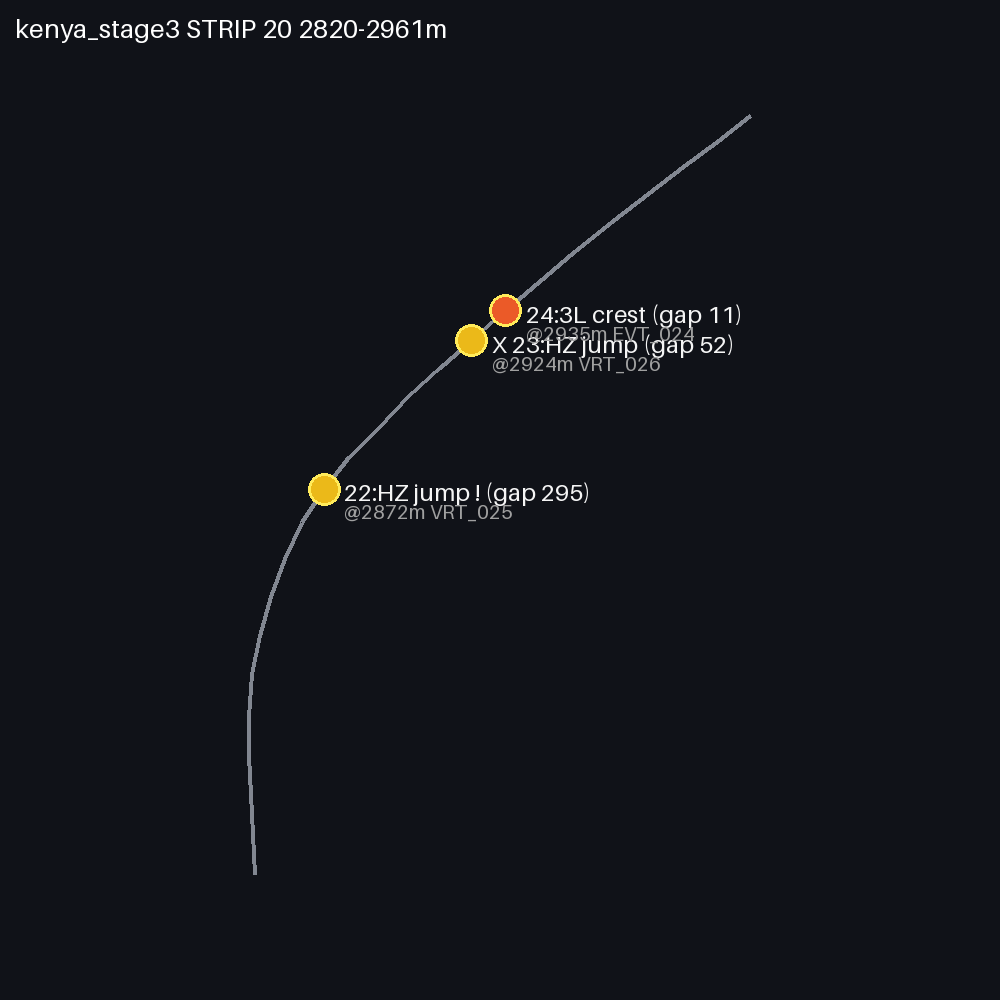 kenya_stage3 STRIP 20 2820-2961m
24:3L crest (gap 11)
@2935m EVT_024
X 23:HZ jump (gap 52)
@2924m VRT_026
22:HZ jump ! (gap 295)
@2872m VRT_025